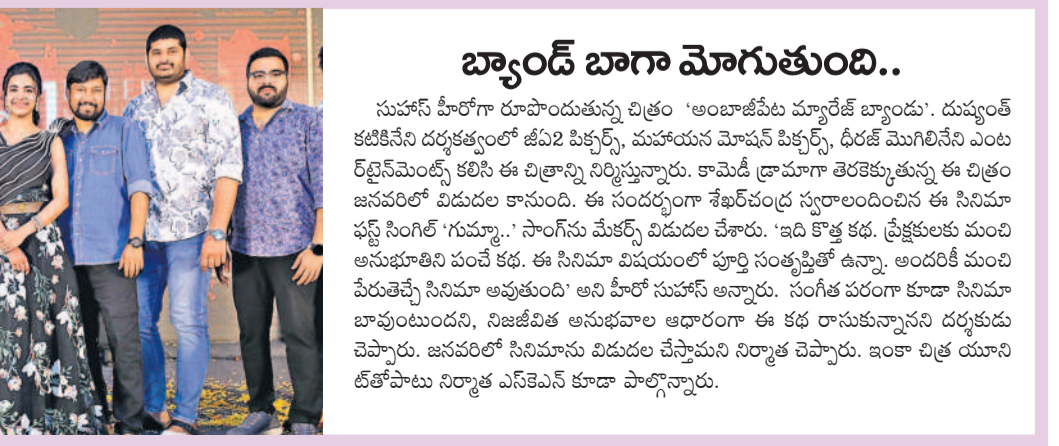 బ్యాండ్ బాగా మోగుతుంది..
సుహాస్ హీరోగా రూపొందుతున్న చిత్రం ‘అంబాజీపేట మ్యారేజ్ బ్యాండు’. దుష్యంత్
కటికినేని దర్శకత్వంలో జీఏ2 పిక్చర్స్, మహాయన మోషన్ పిక్చర్స్, ధీరజ్ మొగిలినేని ఎంట
ర్‌టైన్‌మెంట్స్ కలిసి ఈ చిత్రాన్ని నిర్మిస్తున్నారు. కామెడీ డ్రామాగా తెరకెక్కుతున్న ఈ చిత్రం
జనవరిలో విడుదల కానుంది. ఈ సందర్భంగా శేఖర్‌చంద్ర స్వరాలందించిన ఈ సినిమా
ఫస్ట్ సింగిల్ ‘గుమ్మా..’ సాంగ్‌ను మేకర్స్ విడుదల చేశారు. ‘ఇది కొత్త కథ. ప్రేక్షకులకు మంచి
అనుభూతిని పంచే కథ. ఈ సినిమా విషయంలో పూర్తి సంతృప్తితో ఉన్నా. అందరికీ మంచి
పేరుతెచ్చే సినిమా అవుతుంది’ అని హీరో సుహాస్ అన్నారు. సంగీత పరంగా కూడా సినిమా
బావుంటుందని, నిజజీవిత అనుభవాల ఆధారంగా ఈ కథ రాసుకున్నానని దర్శకుడు
చెప్పారు. జనవరిలో సినిమాను విడుదల చేస్తామని నిర్మాత చెప్పారు. ఇంకా చిత్ర యూని
ట్‌తోపాటు నిర్మాత ఎస్‌కెఎన్ కూడా పాల్గొన్నారు.